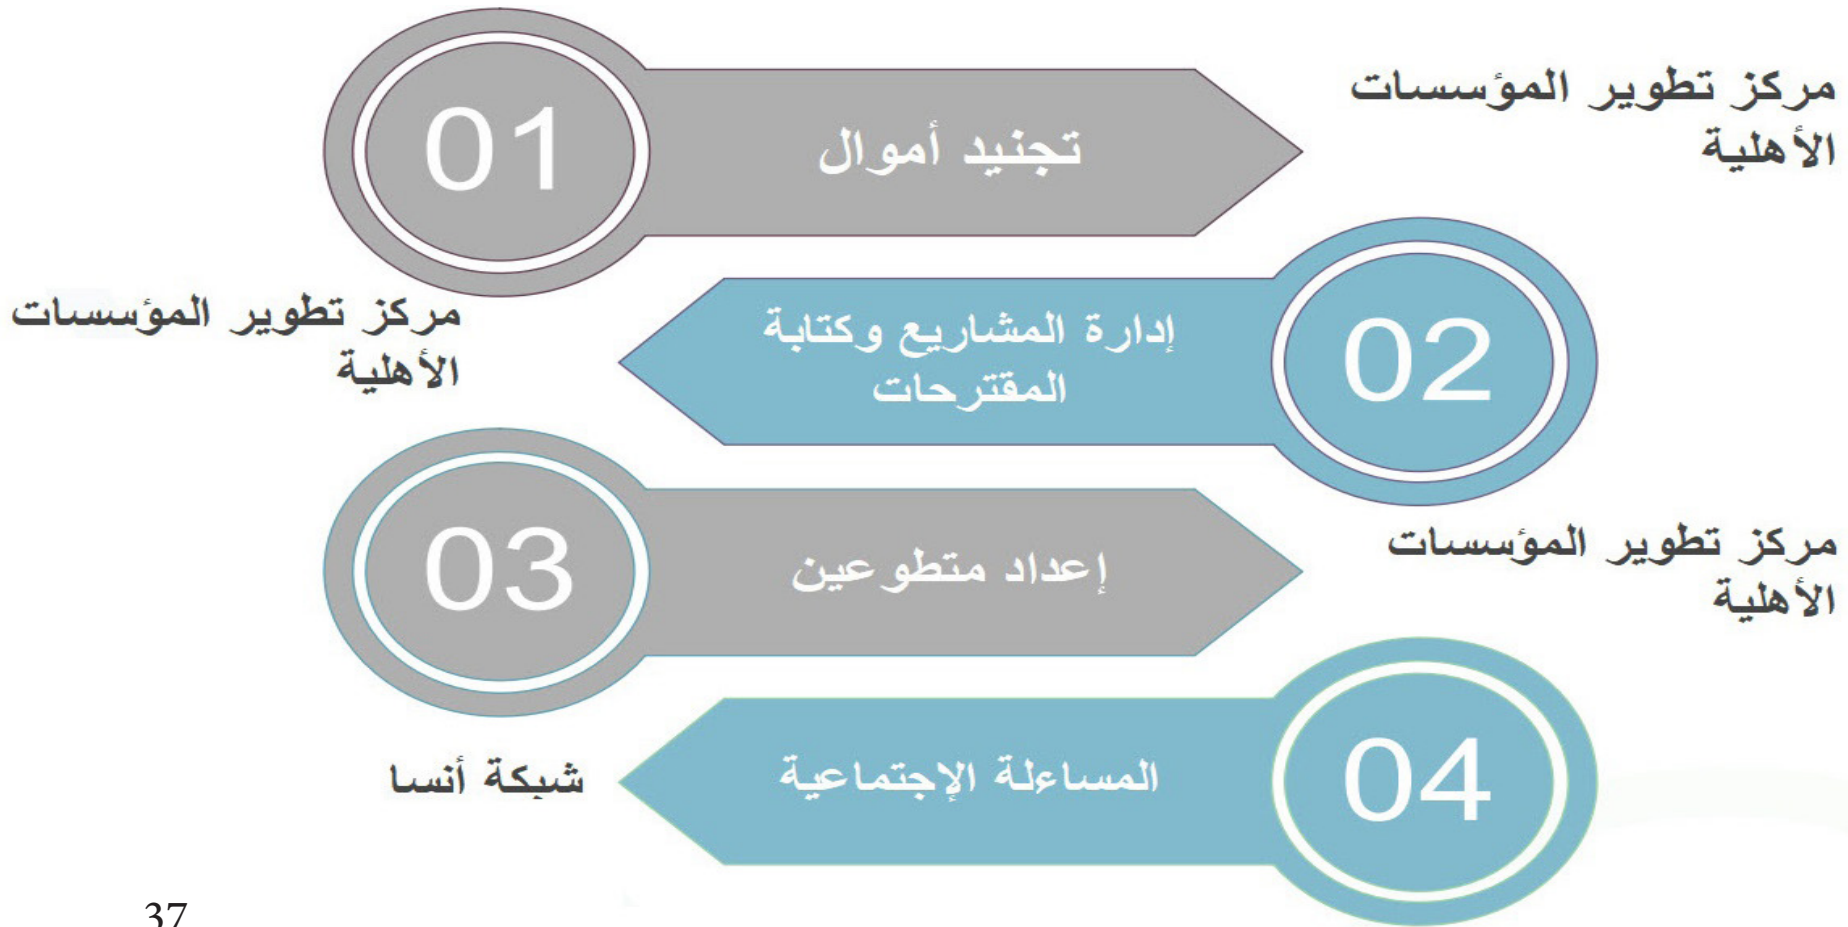 01
تجنيد أموال
مركز تطوير المؤسسات
الأهلية
02
إدارة المشاريع وكتابة
المقترحات
مركز تطوير المؤسسات
الأهلية
03
إعداد متطوعين
مركز تطوير المؤسسات
الأهلية
04
المساءلة الإجتماعية
شبكة أنسا
37